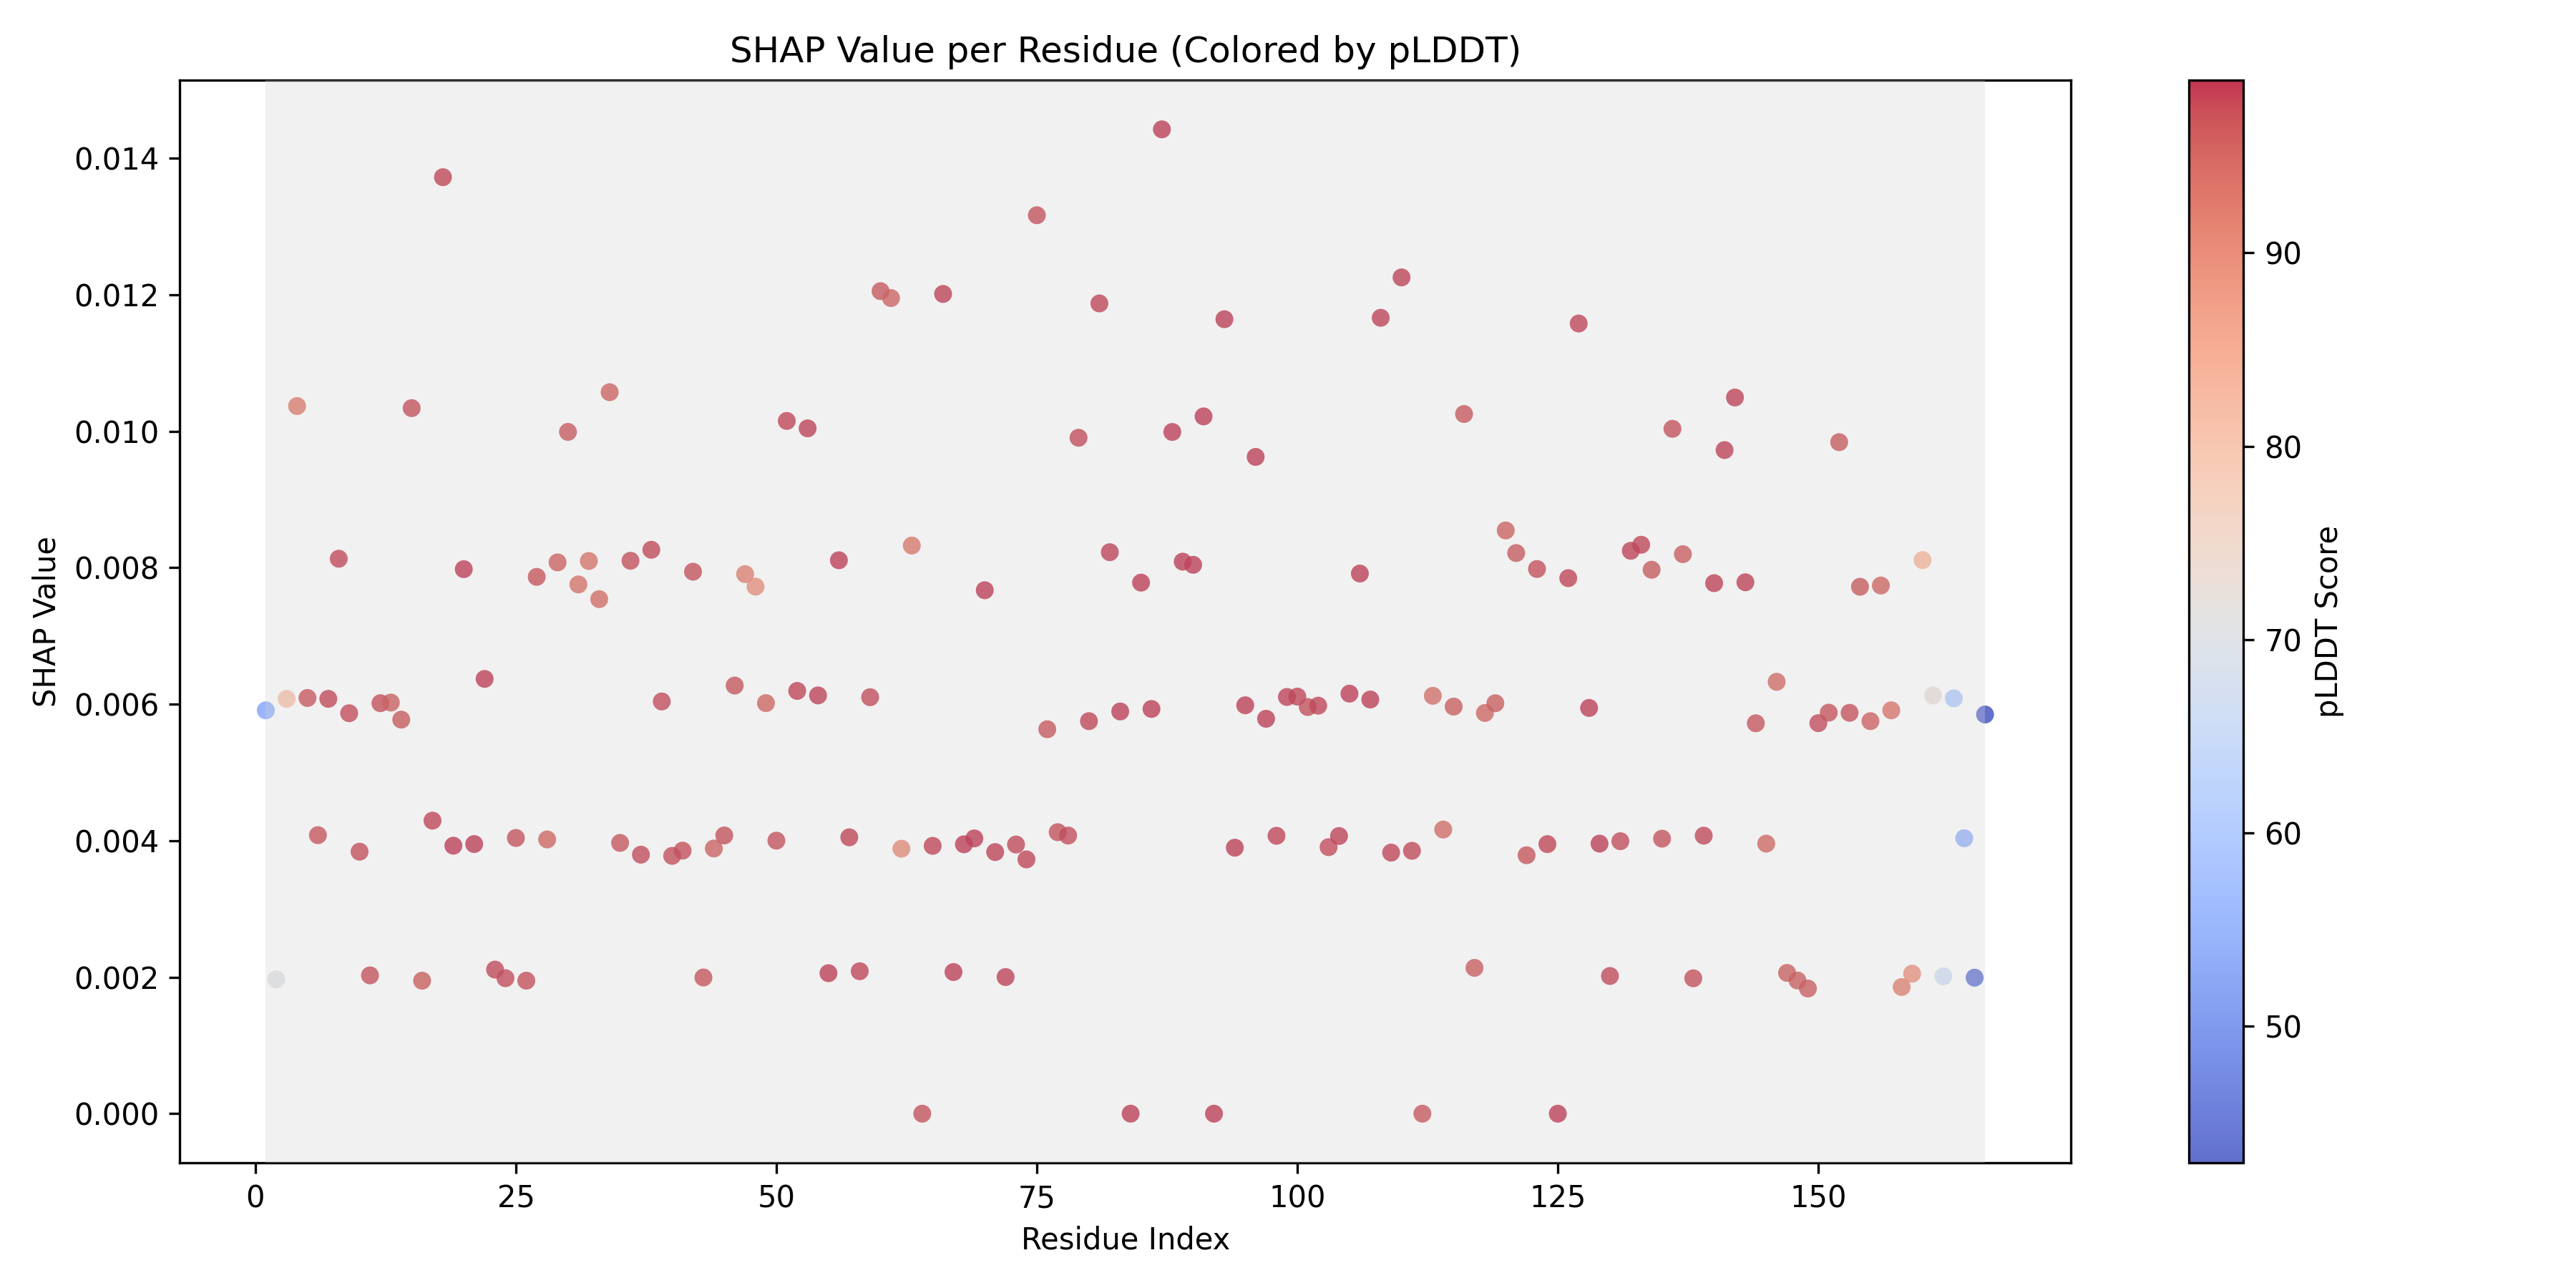 SHAP Value per Residue (Colored by pLDDT)
SHAP Value
0.014
0.012
0.010
0.008
0.006
0.004
0.002
0.000
0 25 50 75 100 125 150
Residue Index
90
80
70
60
50
pLDDT Score